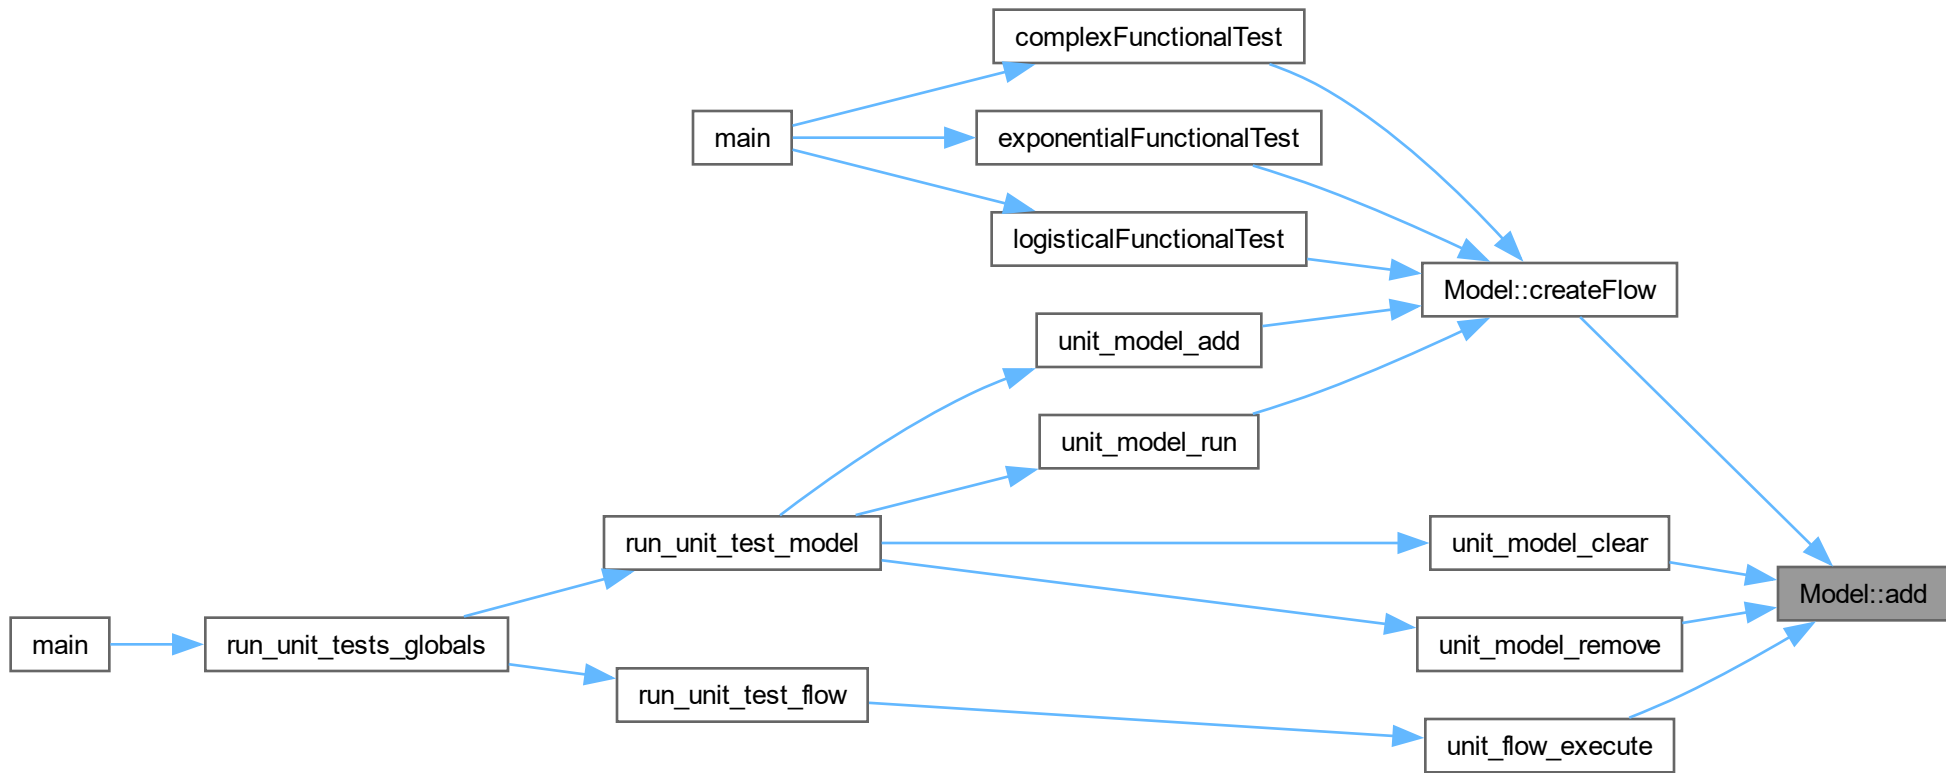 complexFunctionalTest
main
exponentialFunctionalTest
logisticalFunctionalTest
Model::createFlow
unit_model_add
unit_model_run
run_unit_test_model
unit_model_clear
Model::add
main
run_unit_tests_globals
unit_model_remove
run_unit_test_flow
unit_flow_execute